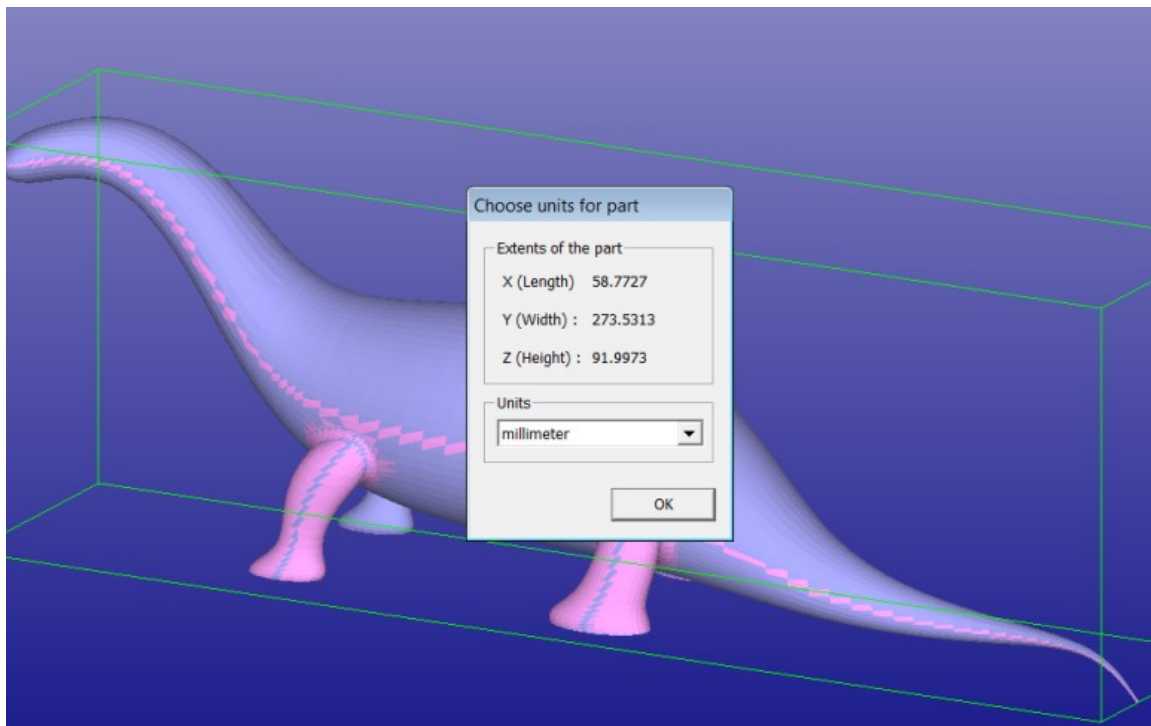 Choose units for part
Extents of the part
X (Length) 58.7727
Y (Width) : 273.5313
Z (Height) : 91.9973
Units
millimeter
OK